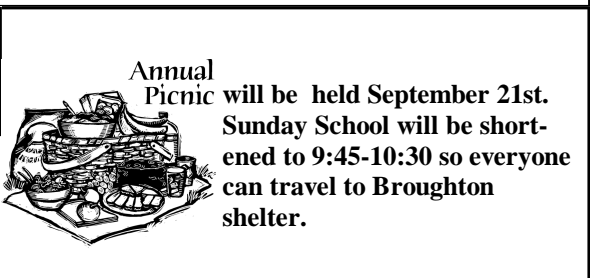 Annual
Picnic will be held September 21st.
Sunday School will be short-
ened to 9:45-10:30 so everyone
can travel to Broughton
shelter.